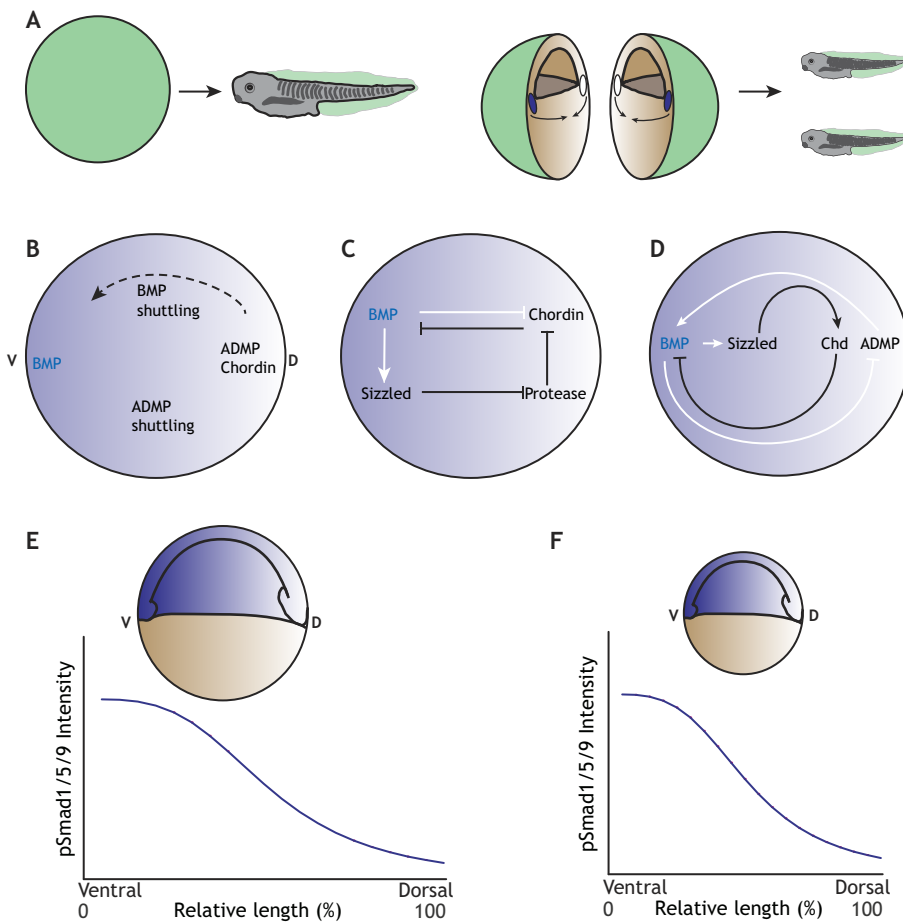 A
B
BMP
shuttling
V
BMP
ADMP
Chordin
D
ADMP
shuttling
C
BMP
Chordin
Sizzled
Protease
D
BMP
Sizzled
Chd
ADMP
E
V
D
pSmad1/5/9 Intensity
Ventral
Dorsal
0
Relative length (%)
100
F
V
D
pSmad1/5/9 Intensity
Ventral
Dorsal
0
Relative length (%)
100